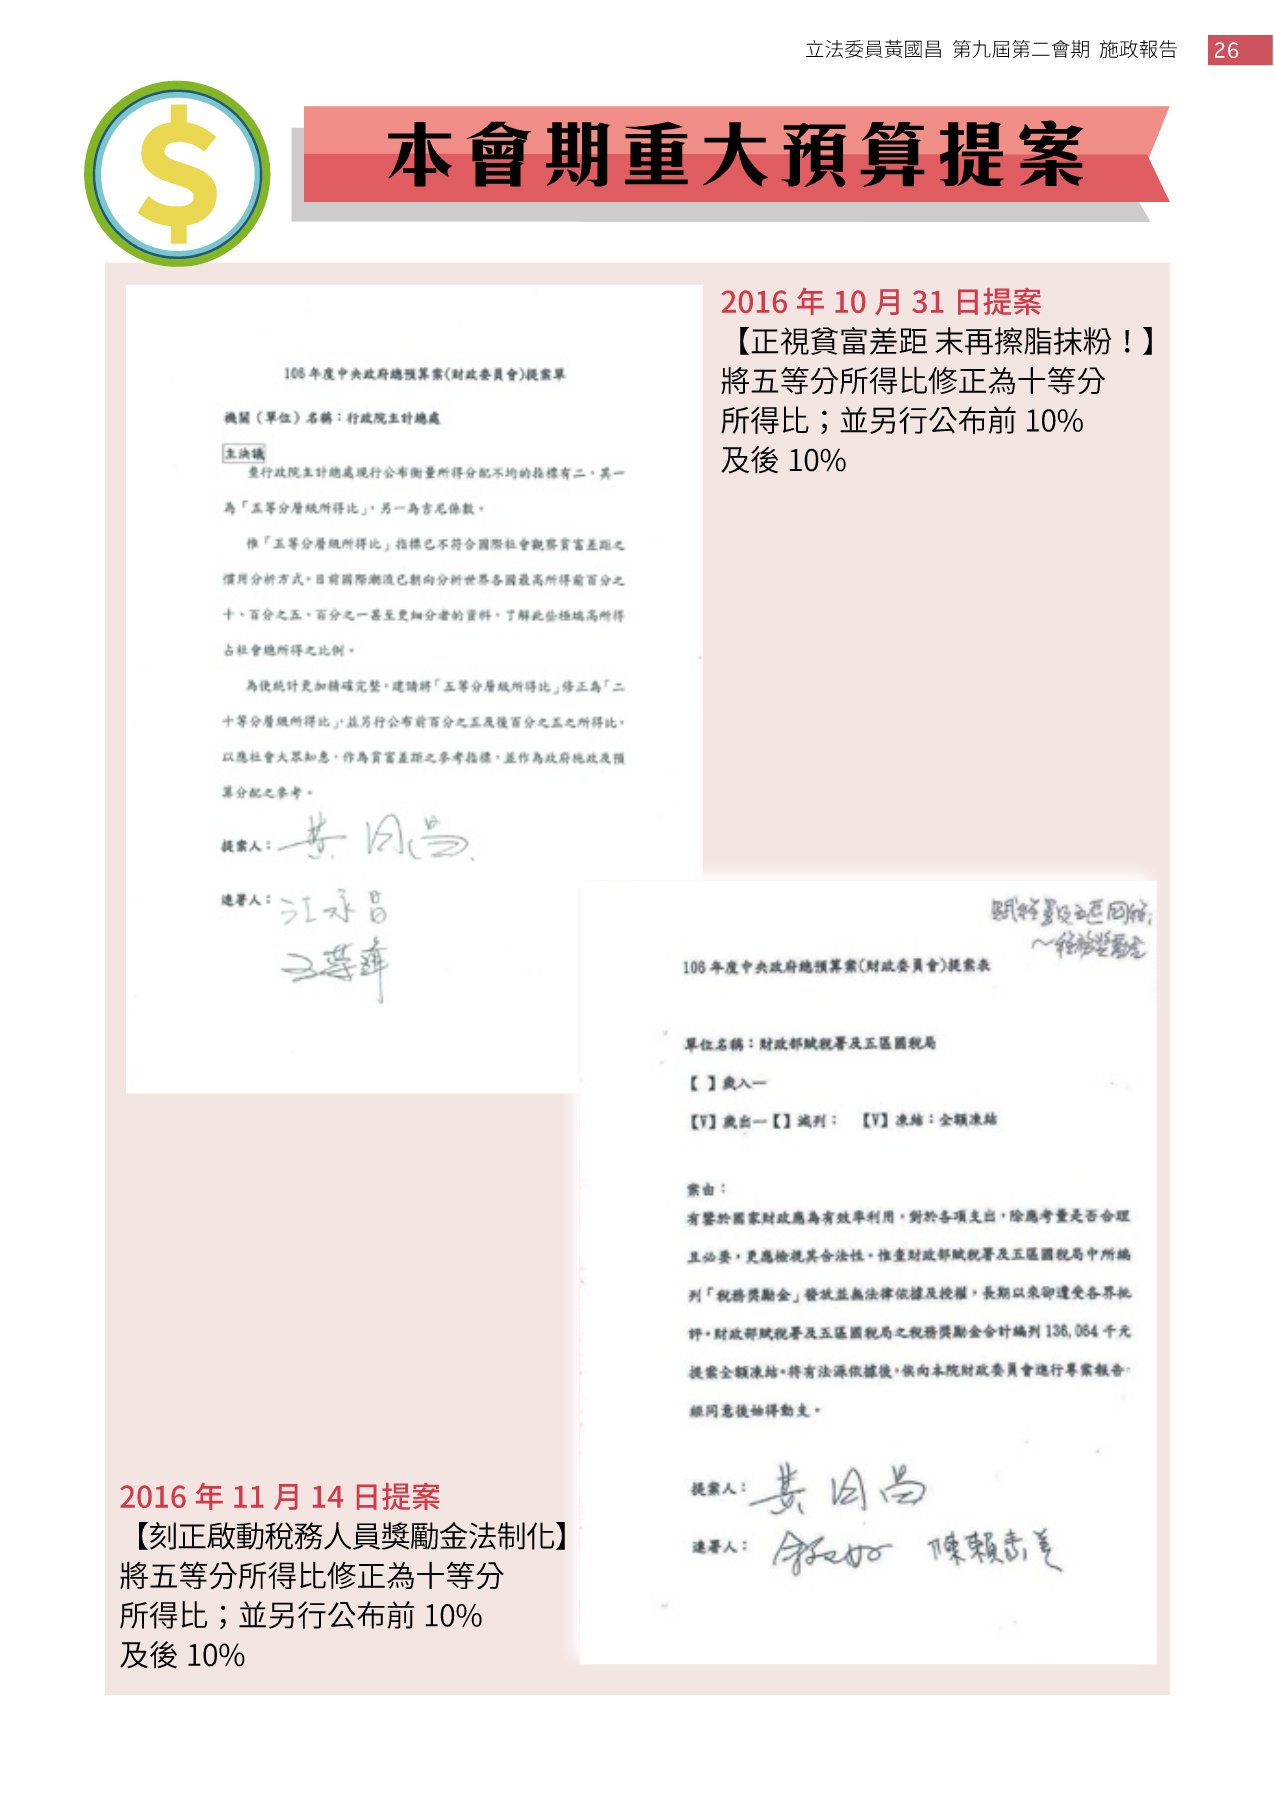 立法委員黃國昌 第九屆第二會期 施政報告 26
本會期重大預算提案
2016 年 10 月 31 日提案
【正視貧富差距 末再擦脂抹粉！】
將五等分所得比修正為十等分
所得比；並另行公布前 10%
及後 10%
106 年度中央政府總預算案(財政委員會)提案單
機關（單位）名稱：行政院主計總處
主決議
查行政院主計總處現行公布衡量所得分配不均的指標有二，其一
為「五等分層級所得比」，另一為吉尼係數。
惟「五等分層級所得比」指標已不符合國際社會觀察貧富差距之
慣用分析方式。目前國際潮流已朝向分析世界各國最高所得前百分之
十、百分之五、百分之一甚至更細分者的資料，了解此些極端高所得
占社會總所得之比例。
為使統計更加精確完整，建請將「五等分層級所得比」修正為「二
十等分層級所得比」，並另行公布前百分之五及後百分之五之所得比，
以應社會大眾知悉，作為貧富差距之參考指標，並作為政府施政及預
算分配之參考。
提案人：黃國昌
連署人：江永昌
106 年度中央政府總預算案(財政委員會)提案表
單位名稱：財政部賦稅署及五區國稅局
【 】歲入—
【V】歲出—【】減列： 【V】凍結：全額凍結
案由：
有鑒於國家財政應為有效率利用，對於各項支出，除應考量是否合理
且必要，更應檢視其合法性。惟查財政部賦稅署及五區國稅局中所編
列「稅務獎勵金」發放並無法律依據及授權，長期以來卻遭受各界批
評。財政部賦稅署及五區國稅局之稅務獎勵金合計編列 136,064 千元
提案全額凍結。待有法源依據後，俟向本院財政委員會進行專案報告，
經同意後始得動支。
提案人：黃國昌
連署人： 陳賴素美
2016 年 11 月 14 日提案
【刻正啟動稅務人員獎勵金法制化】
將五等分所得比修正為十等分
所得比；並另行公布前 10%
及後 10%